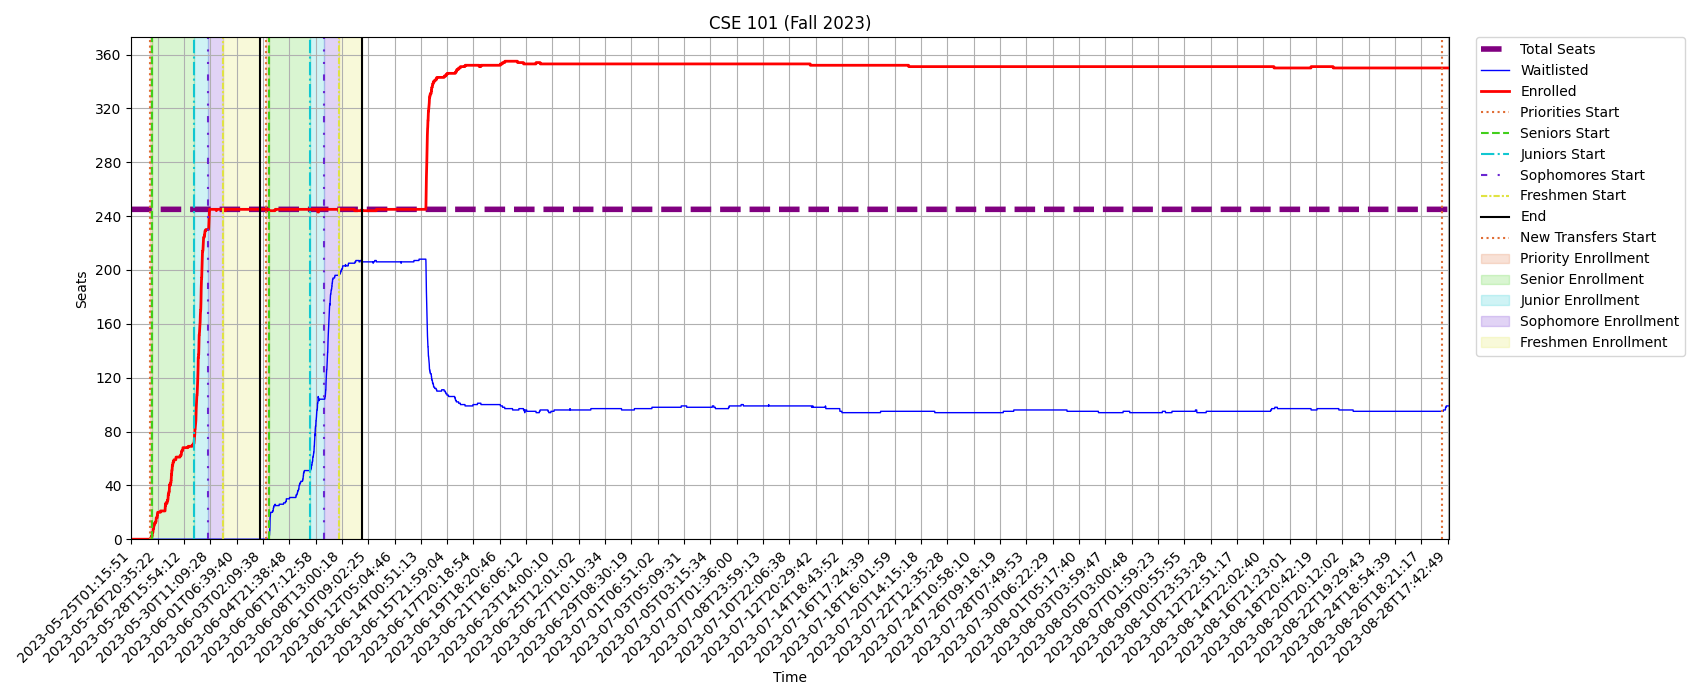 CSE 101 (Fall 2023)
Seats
360
320
280
240
200
160
120
80
40
0
2023-05-25T01:15:51
2023-05-26T20:35:22
2023-05-28T15:54:12
2023-05-30T11:09:28
2023-06-01T06:39:40
2023-06-03T02:09:38
2023-06-04T21:38:49
2023-06-06T17:12:58
2023-06-08T13:00:18
2023-06-10T09:02:25
2023-06-12T05:04:46
2023-06-14T00:51:13
2023-06-15T21:59:04
2023-06-17T20:18:54
2023-06-19T18:20:46
2023-06-21T16:06:12
2023-06-23T14:00:10
2023-06-25T12:01:02
2023-06-27T10:10:34
2023-06-29T08:30:19
2023-07-01T06:51:02
2023-07-03T05:09:31
2023-07-05T03:15:34
2023-07-07T01:36:00
2023-07-08T23:59:13
2023-07-10T22:06:38
2023-07-12T20:29:42
2023-07-14T18:43:52
2023-07-16T17:24:39
2023-07-18T16:01:59
2023-07-20T14:15:18
2023-07-22T12:35:28
2023-07-24T10:58:10
2023-07-26T09:18:19
2023-07-28T07:49:53
2023-07-30T06:22:29
2023-08-01T05:17:40
2023-08-03T03:59:47
2023-08-05T03:00:48
2023-08-07T01:59:23
2023-08-09T00:55:55
2023-08-10T23:53:28
2023-08-12T22:51:17
2023-08-14T22:02:40
2023-08-16T21:23:01
2023-08-18T20:42:19
2023-08-20T20:12:02
2023-08-22T19:29:43
2023-08-24T18:54:39
2023-08-26T18:21:17
2023-08-28T17:42:49
Time
Total Seats
Waitlisted
Enrolled
Priorities Start
Seniors Start
Juniors Start
Sophomores Start
Freshmen Start
End
New Transfers Start
Priority Enrollment
Senior Enrollment
Junior Enrollment
Sophomore Enrollment
Freshmen Enrollment